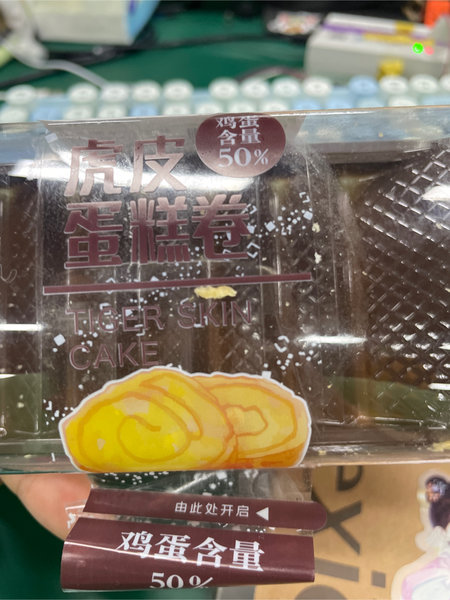 鸡蛋
含量
50%
虎皮
蛋糕卷
TIGER SKIN
CAKE
由此处开启
鸡蛋含量
50%